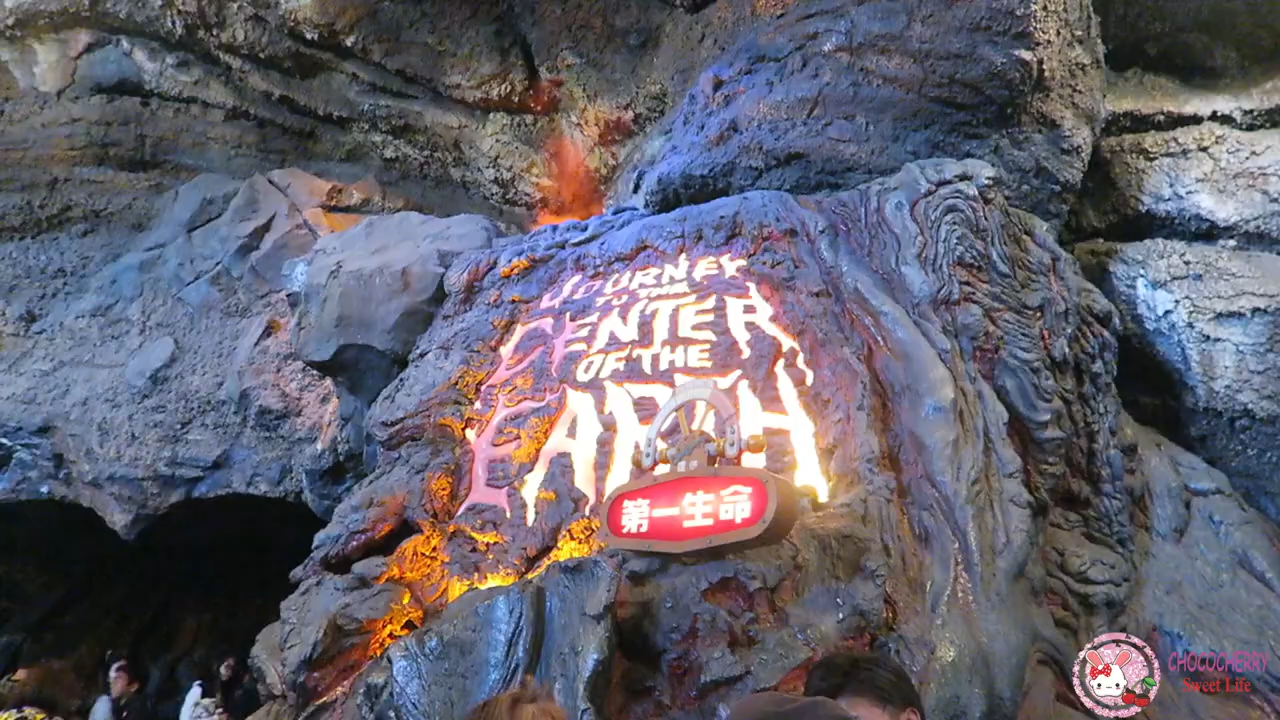 JOURNEY
TO THE
CENTER
OF THE
EARTH
第一生命
CHOCOCHERRY
Sweet Life